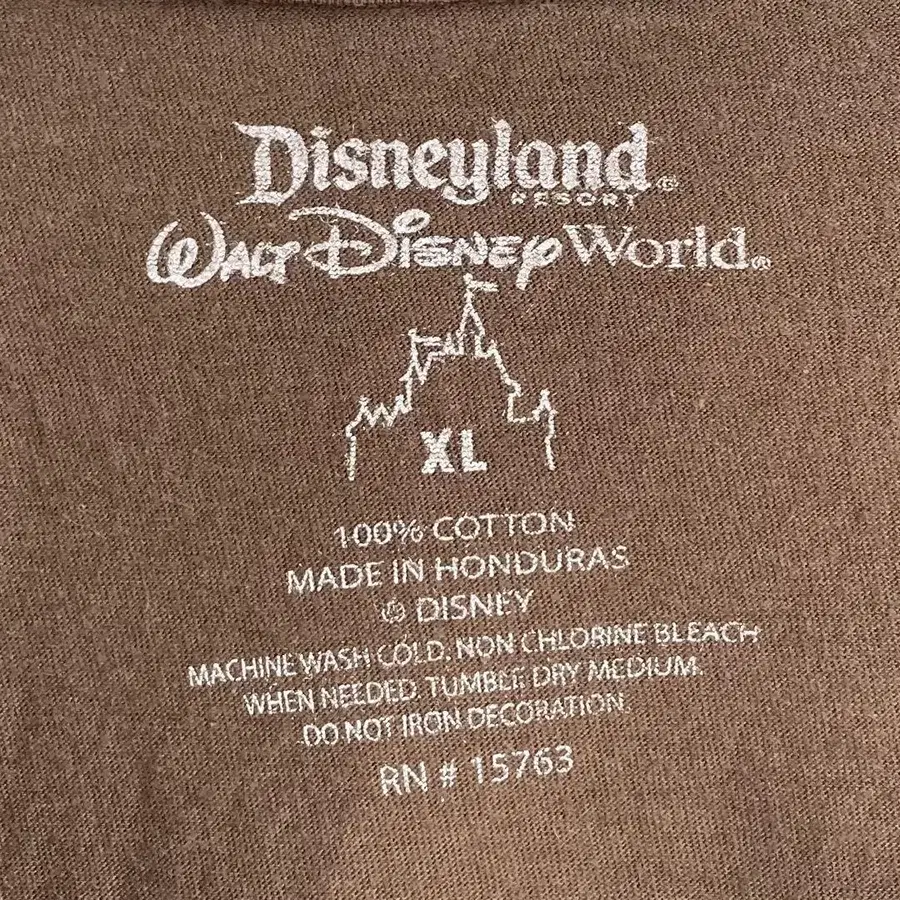 Disneyland®
RESORT
WALT DISNEY World®
XL
100% COTTON
MADE IN HONDURAS
© DISNEY
MACHINE WASH COLD. NON CHLORINE BLEACH
WHEN NEEDED. TUMBLE DRY MEDIUM.
DO NOT IRON DECORATION.
RN # 15763